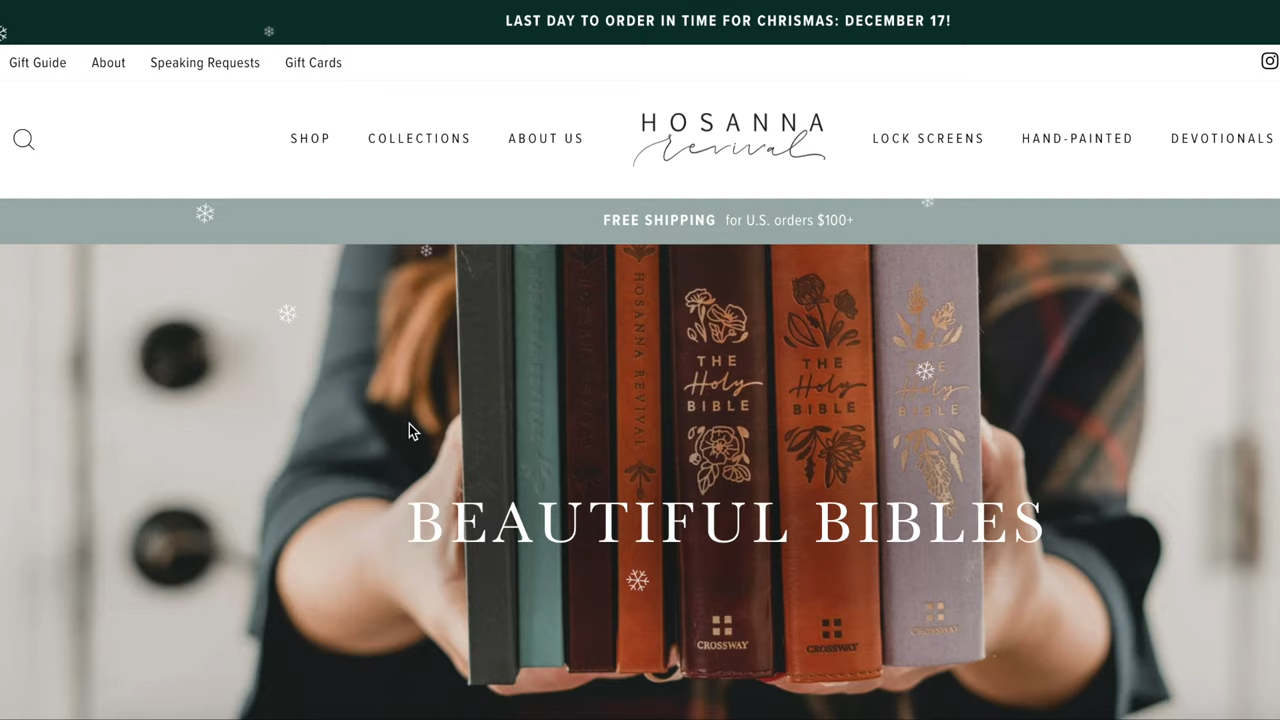 LAST DAY TO ORDER IN TIME FOR CHRISMAS: DECEMBER 17!
Gift Guide About Speaking Requests Gift Cards
SHOP COLLECTIONS ABOUT US HOSANNA revival LOCK SCREENS HAND-PAINTED DEVOTIONALS
FREE SHIPPING for U.S. orders $100+
HOSANNA REVIVAL
THE Holy BIBLE
THE Holy BIBLE
Holy BIBLE
BEAUTIFUL BIBLES
CROSSWAY
CROSSWAY
CROSSWAY